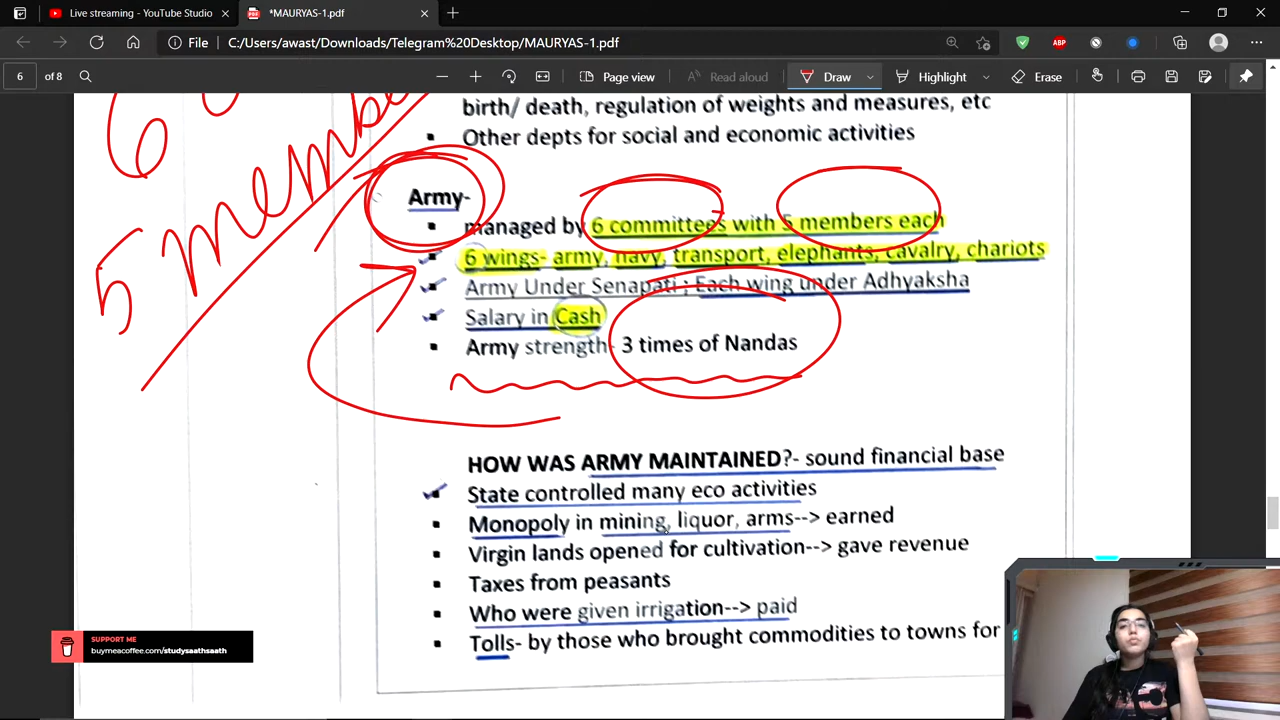 Live streaming - YouTube Studio
*MAURYAS-1.pdf
File
C:/Users/awast/Downloads/Telegram%20Desktop/MAURYAS-1.pdf
6 of 8
Page view
Read aloud
Draw
Highlight
Erase
birth/ death, regulation of weights and measures, etc
Other depts for social and economic activities
6
5 member
Army-
managed by 6 committees with 5 members each
6 wings- army, navy, transport, elephants, cavalry, chariots
Army Under Senapati ; Each wing under Adhyaksha
Salary in Cash
Army strength- 3 times of Nandas
HOW WAS ARMY MAINTAINED?- sound financial base
State controlled many eco activities
Monopoly in mining, liquor, arms--> earned
Virgin lands opened for cultivation--> gave revenue
Taxes from peasants
Who were given irrigation--> paid
Tolls- by those who brought commodities to towns for
SUPPORT ME
buymeacoffee.com/studysaathsaath
ABP